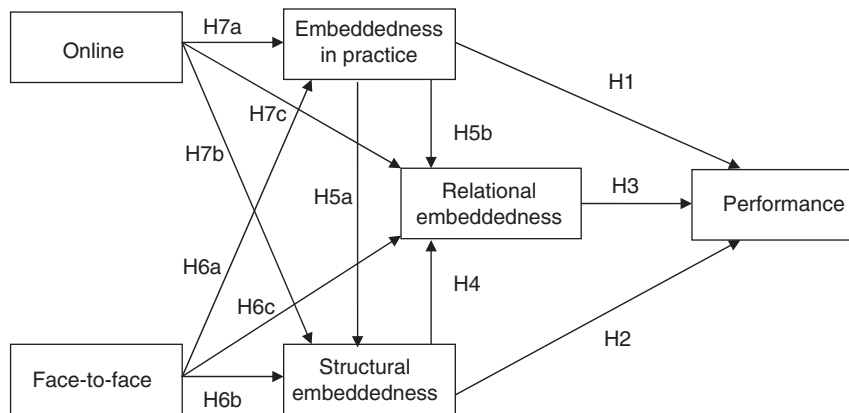 H7a
Embeddedness
in practice
Online
H1
H7c
H5b
H7b
Relational
embeddedness
H3
Performance
H5a
H6a
H6c
H4
H2
Face-to-face
Structural
embeddedness
H6b